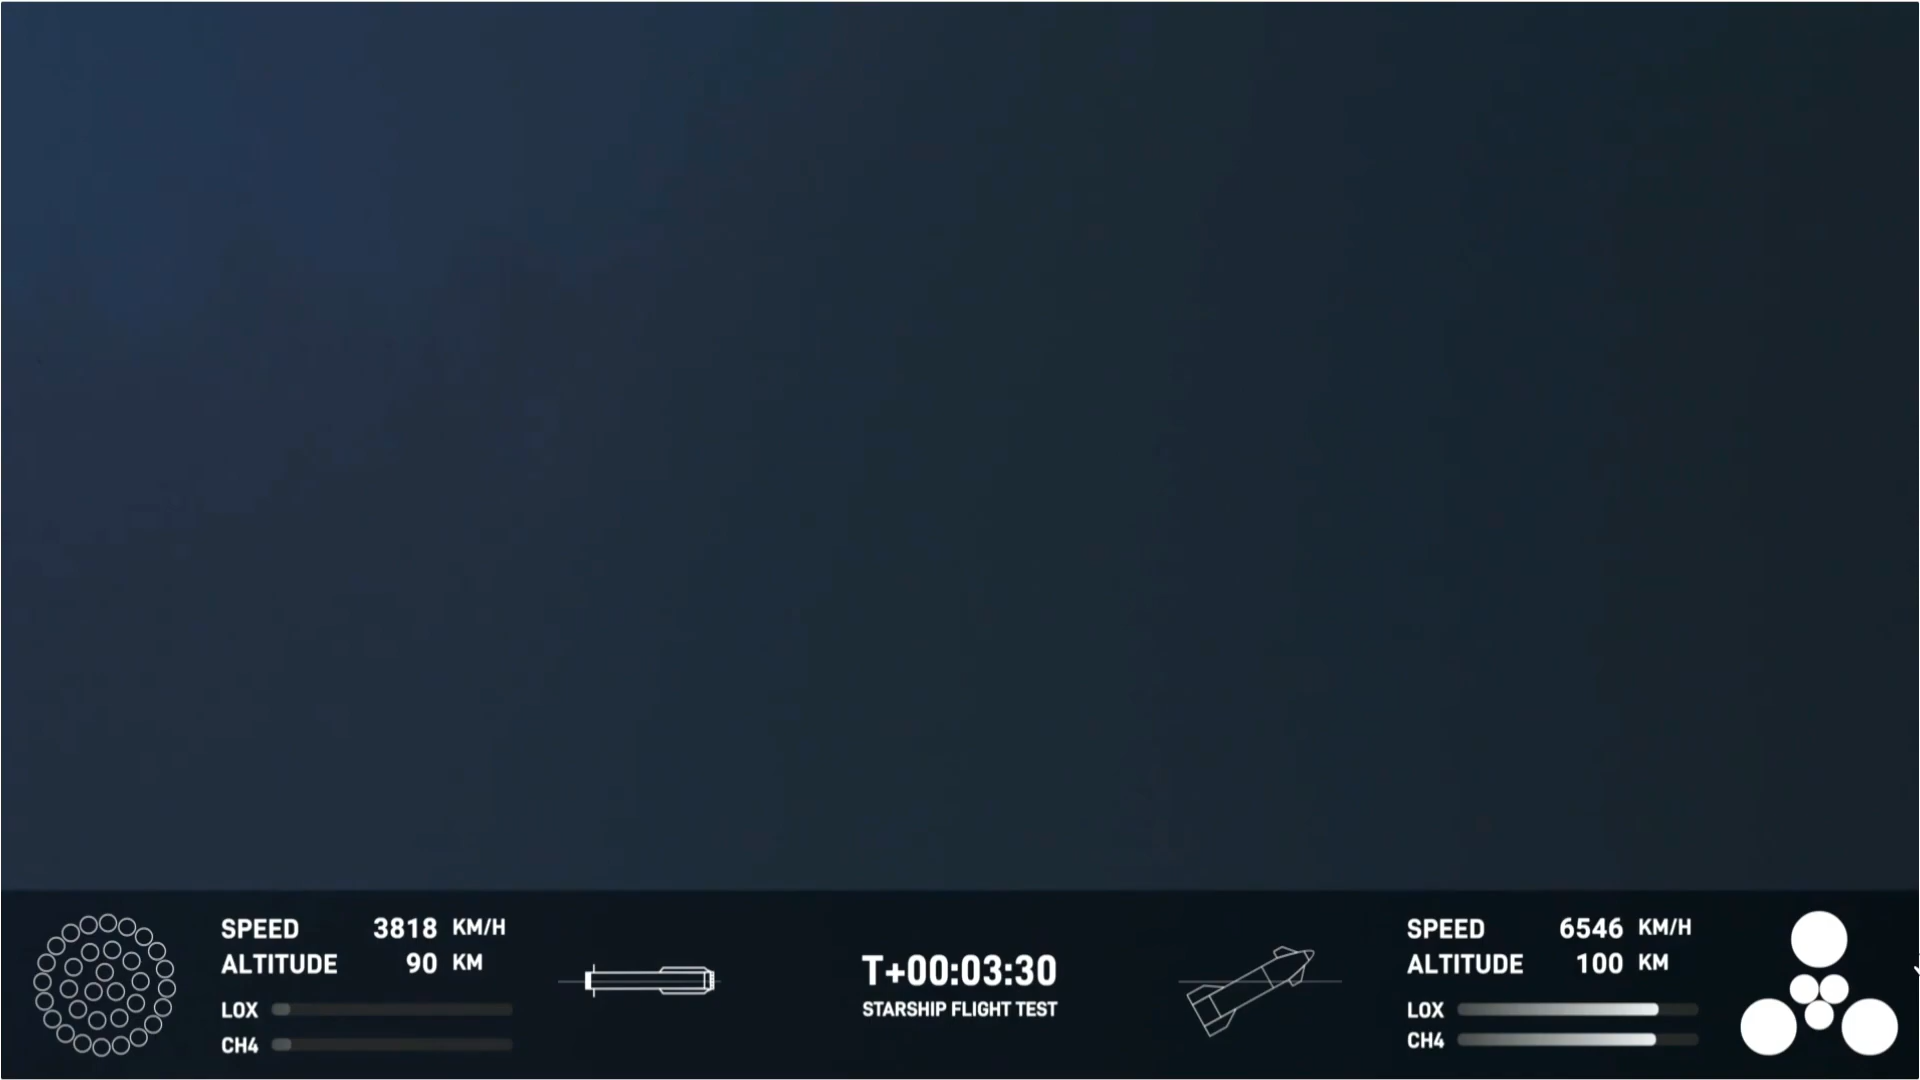 SPEED 3818 KM/H
ALTITUDE 90 KM
LOX
CH4
T+00:03:30
STARSHIP FLIGHT TEST
SPEED 6546 KM/H
ALTITUDE 100 KM
LOX
CH4